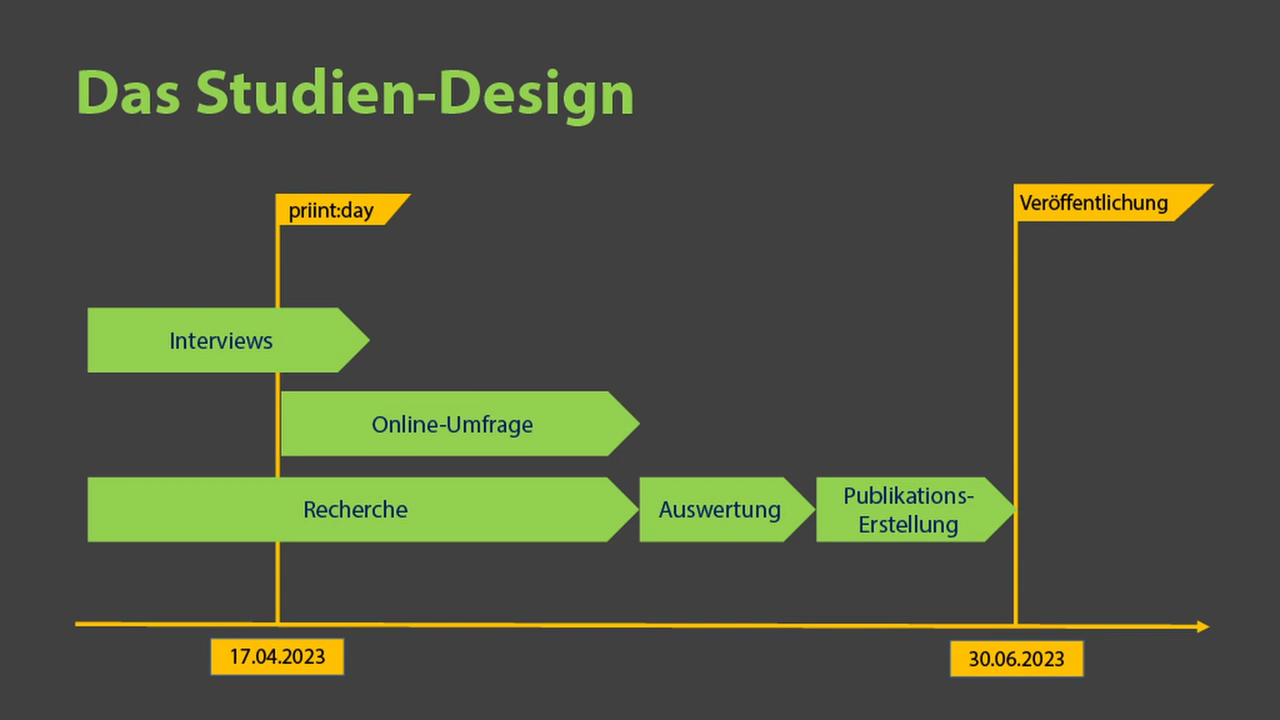 Das Studien-Design
priint:day
Veröffentlichung
Interviews
Online-Umfrage
Recherche
Auswertung
Publikations-
Erstellung
17.04.2023
30.06.2023